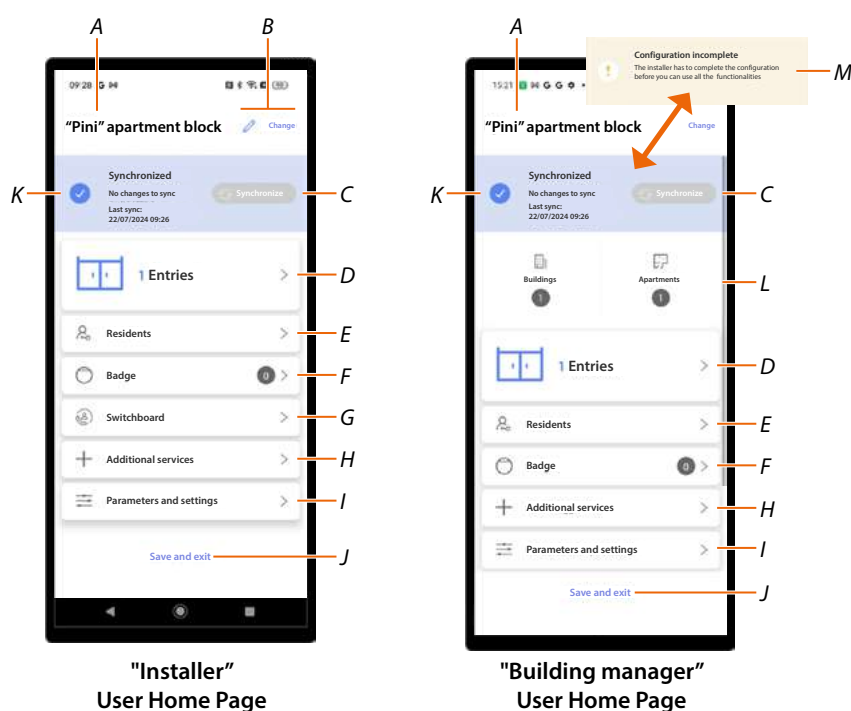 A
B
09:28
"Pini" apartment block
Change
Synchronized
No changes to sync
Last sync:
22/07/2024 09:26
Synchronize
K
C
1 Entries
D
Residents
E
Badge
0
F
Switchboard
G
Additional services
H
Parameters and settings
I
Save and exit
J
"Installer"
User Home Page
A
Configuration incomplete
The installer has to complete the configuration
before you can use all the functionalities
M
15:21
"Pini" apartment block
Change
Synchronized
No changes to sync
Last sync:
22/07/2024 09:26
Synchronize
K
C
Buildings
1
Apartments
1
L
1 Entries
D
Residents
E
Badge
0
F
Additional services
H
Parameters and settings
I
Save and exit
J
"Building manager"
User Home Page